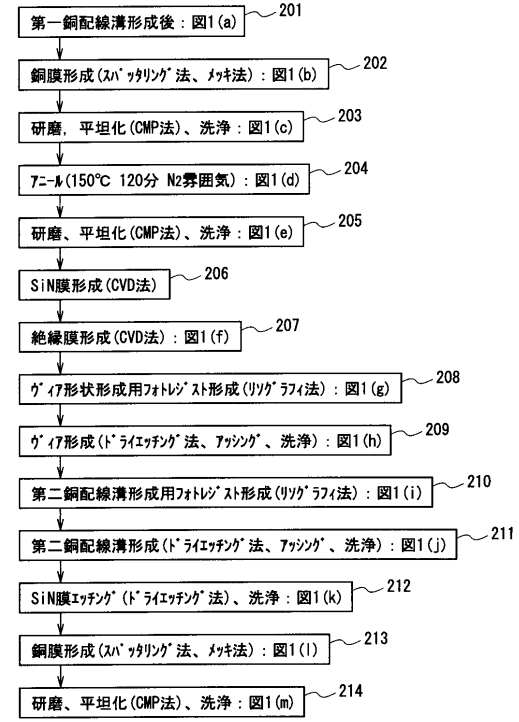 第一銅配線溝形成後：図1(a) 201
銅膜形成(ｽﾊﾟｯﾀﾘﾝｸﾞ法、ﾒｯｷ法)：図1(b) 202
研磨，平坦化(CMP法)、洗浄：図1(c) 203
ｱﾆｰﾙ(150℃ 120分 N2雰囲気)：図1(d) 204
研磨、平坦化(CMP法)、洗浄：図1(e) 205
SiN膜形成(CVD法) 206
絶縁膜形成(CVD法)：図1(f) 207
ｳﾞｨｱ形状形成用ﾌｫﾄﾚｼﾞｽﾄ形成(ﾘｿｸﾞﾗﾌｨ法)：図1(g) 208
ｳﾞｨｱ形成(ﾄﾞﾗｲｴｯﾁﾝｸﾞ法、ｱｯｼﾝｸﾞ、洗浄)：図1(h) 209
第二銅配線溝形成用ﾌｫﾄﾚｼﾞｽﾄ形成(ﾘｿｸﾞﾗﾌｨ法)：図1(i) 210
第二銅配線溝形成(ﾄﾞﾗｲｴｯﾁﾝｸﾞ法、ｱｯｼﾝｸﾞ、洗浄)：図1(j) 211
SiN膜ｴｯﾁﾝｸﾞ(ﾄﾞﾗｲｴｯﾁﾝｸﾞ法)、洗浄：図1(k) 212
銅膜形成(ｽﾊﾟｯﾀﾘﾝｸﾞ法、ﾒｯｷ法)：図1(l) 213
研磨、平坦化(CMP法)、洗浄：図1(m) 214